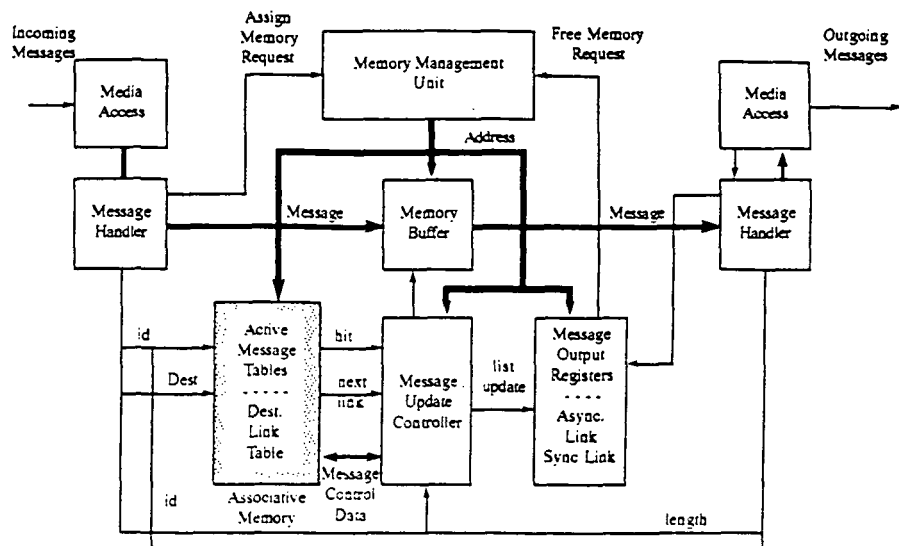 Incoming
Messages
Assign
Memory
Request
Memory Management
Unit
Free Memory
Request
Outgoing
Messages
Media
Access
Media
Access
Address
Message
Handler
Message
Memory
Buffer
Message
Message
Handler
id
Dest
Active
Message
Tables
Dest.
Link
Table
hit
next
link
Message
Update
Controller
list
update
Message
Output
Registers
Async.
Link
Sync Link
id
Associative
Memory
Message
Control
Data
length